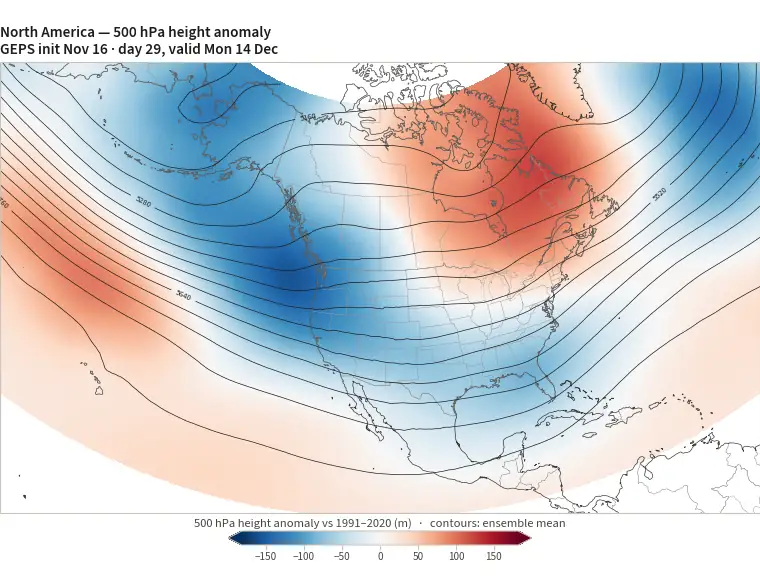 North America — 500 hPa height anomaly
GEPS init Nov 16 · day 29, valid Mon 14 Dec
5160
5280
5520
5640
500 hPa height anomaly vs 1991–2020 (m) · contours: ensemble mean
−150 −100 −50 0 50 100 150